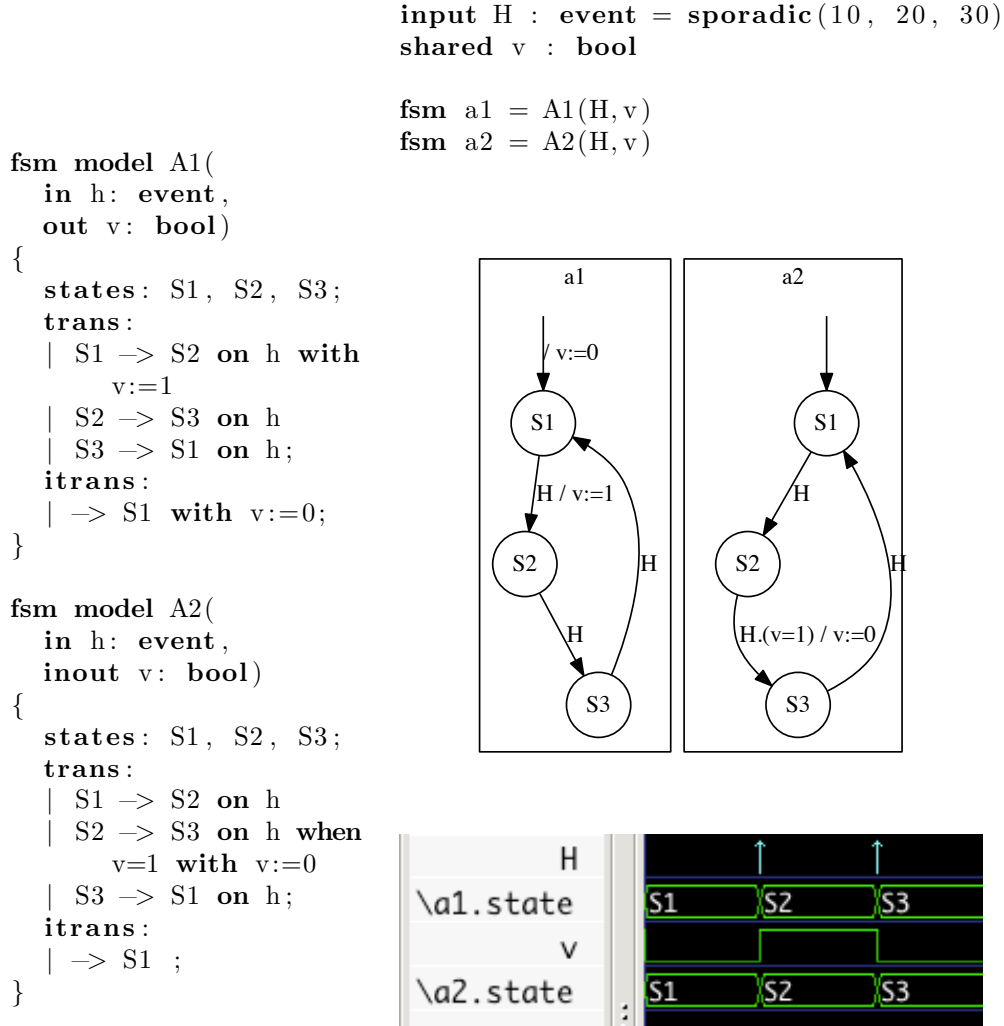 input H : event = sporadic(10, 20, 30)
shared v : bool
fsm a1 = A1(H,v)
fsm a2 = A2(H,v)
fsm model A1(
in h: event,
out v: bool)
{
states: S1, S2, S3;
trans:
| S1 -> S2 on h with
v:=1
| S2 -> S3 on h
| S3 -> S1 on h;
itrans:
| -> S1 with v:=0;
}
fsm model A2(
in h: event,
inout v: bool)
{
states: S1, S2, S3;
trans:
| S1 -> S2 on h
| S2 -> S3 on h when
v=1 with v:=0
| S3 -> S1 on h;
itrans:
| -> S1 ;
}
a1
/ v:=0
S1
H / v:=1
S2
H
H
S3
a2
S1
H
S2
H
H.(v=1) / v:=0
S3
H
\a1.state S1 S2 S3
v
\a2.state S1 S2 S3